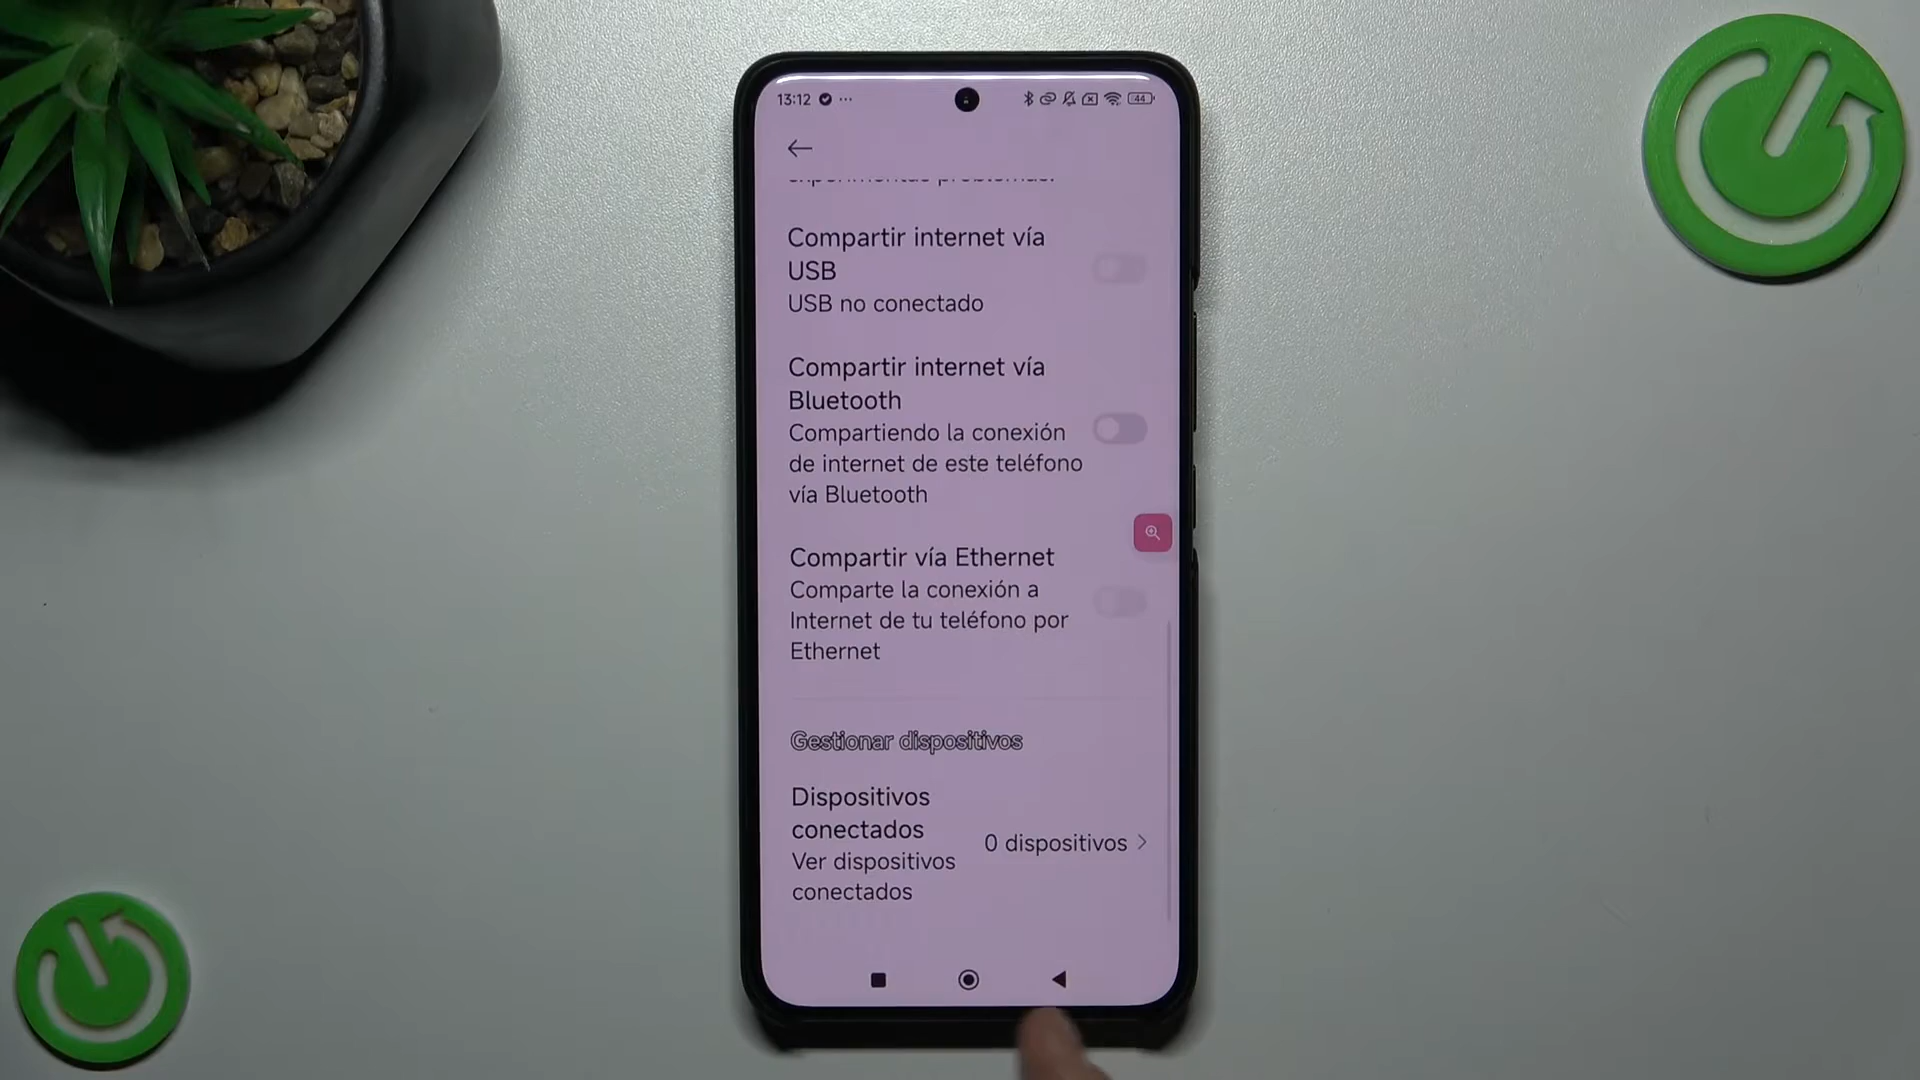 13:12
44
Compartir internet vía
USB
USB no conectado
Compartir internet vía
Bluetooth
Compartiendo la conexión
de internet de este teléfono
vía Bluetooth
Compartir vía Ethernet
Comparte la conexión a
Internet de tu teléfono por
Ethernet
Gestionar dispositivos
Dispositivos
conectados
0 dispositivos
Ver dispositivos
conectados